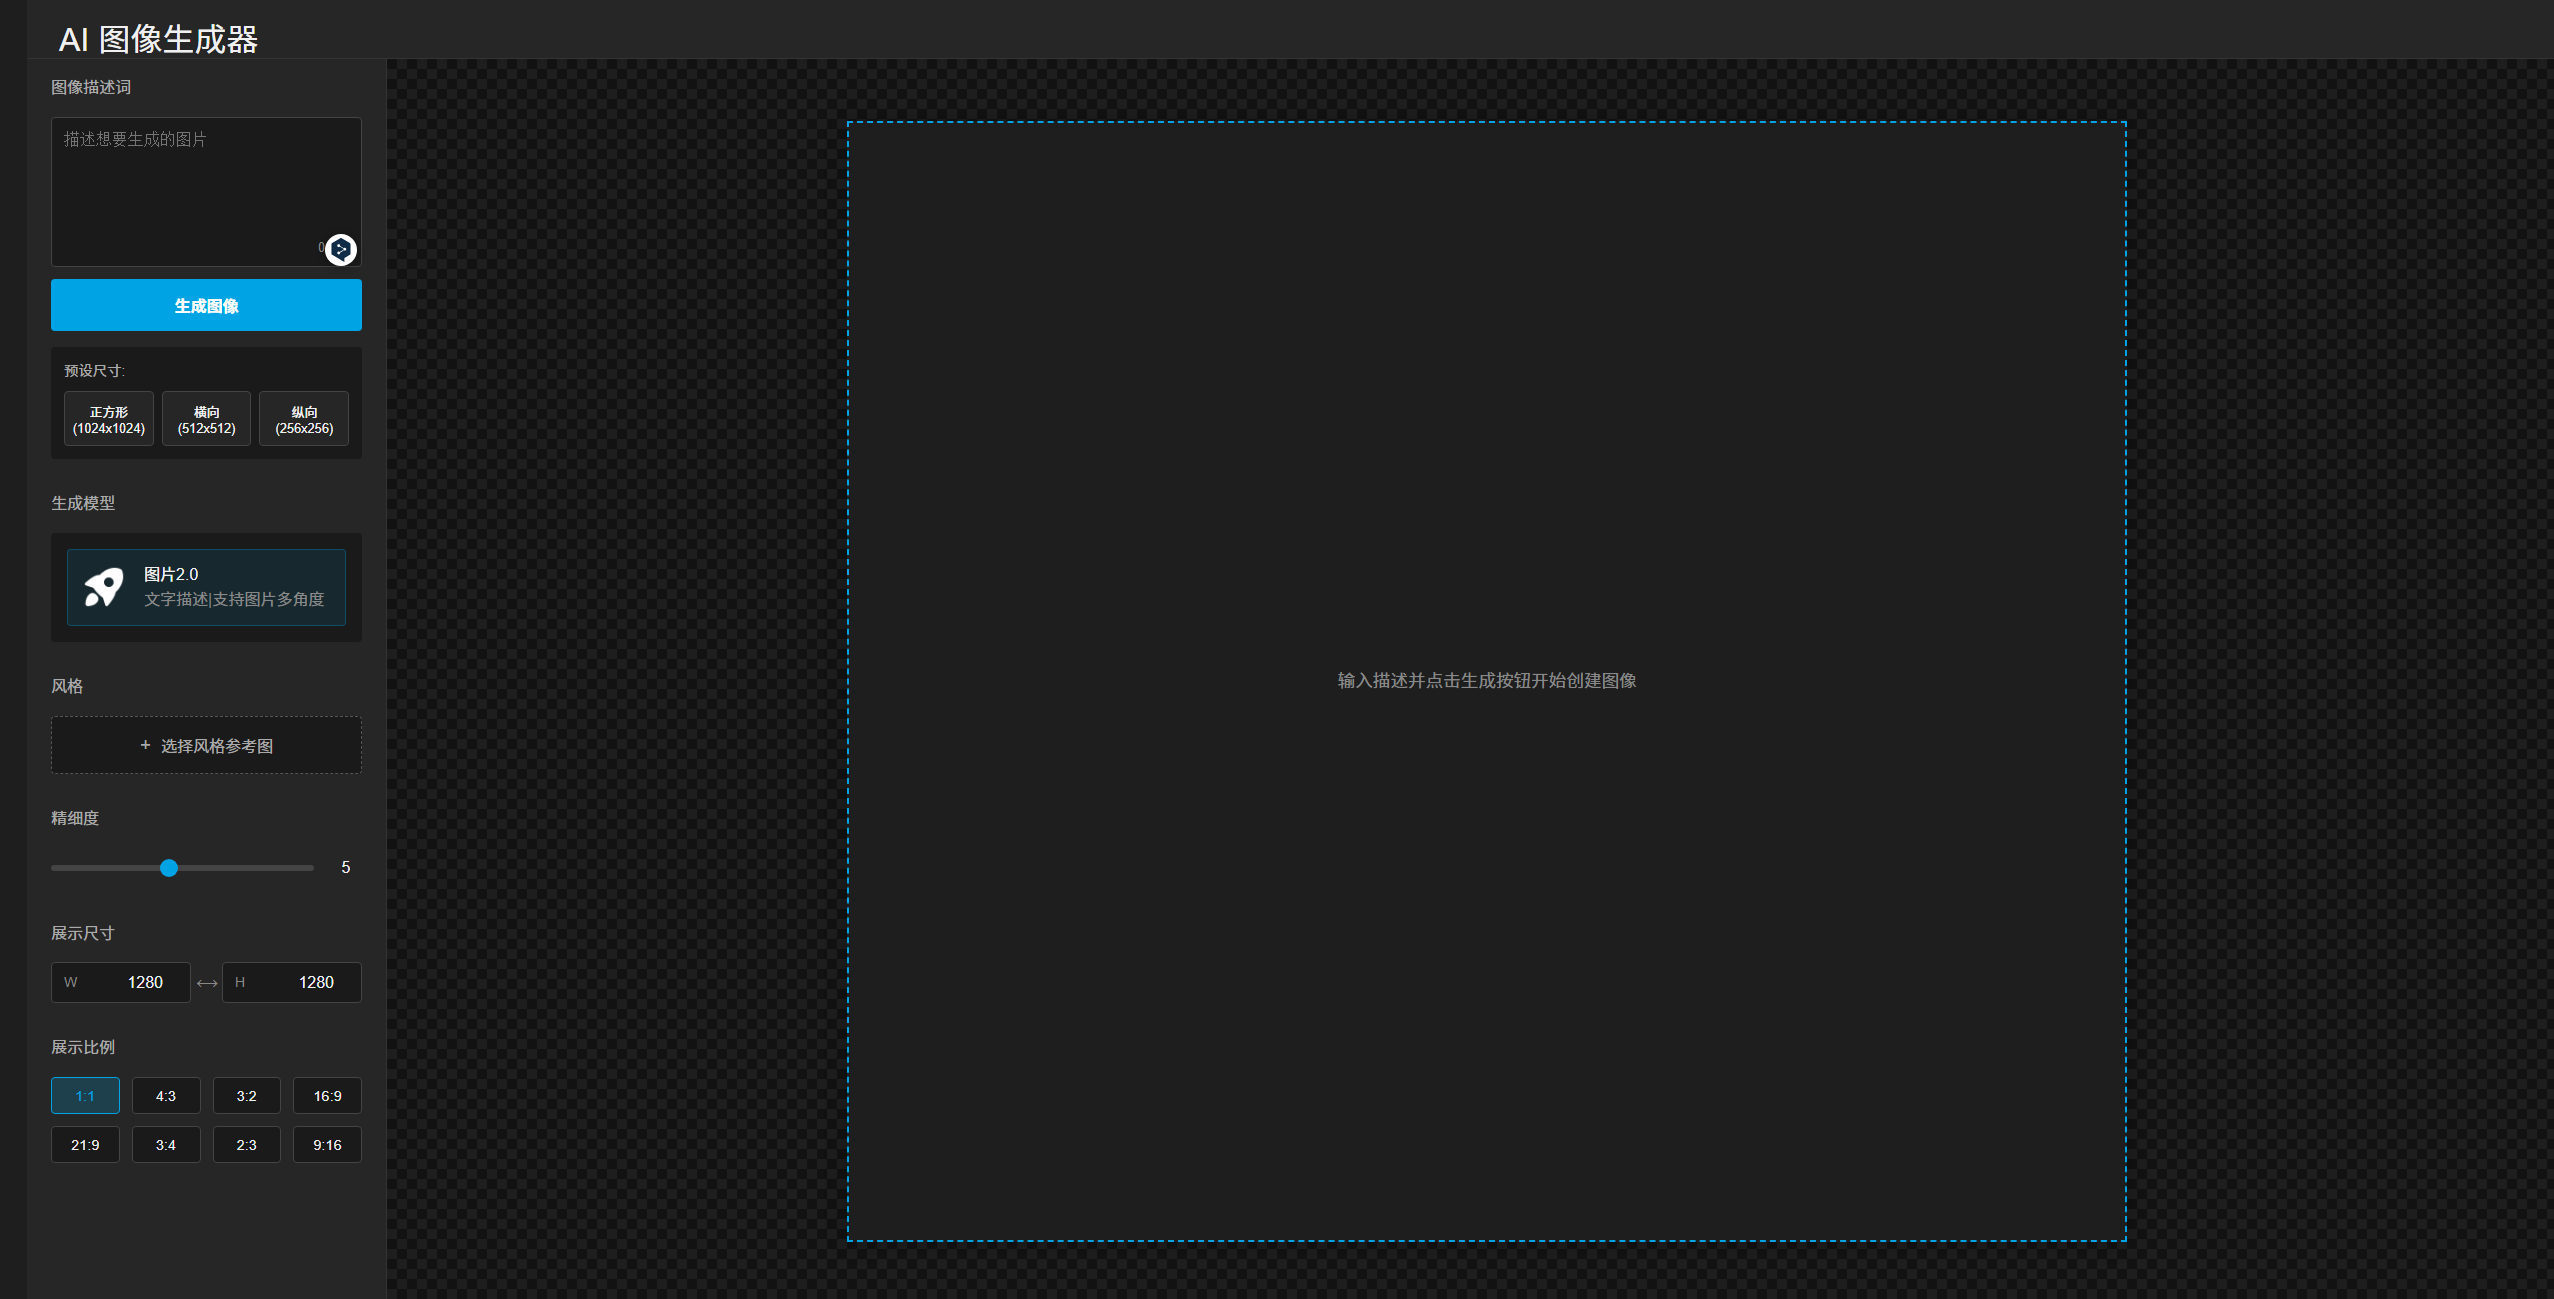 AI 图像生成器
图像描述词
描述想要生成的图片
0
生成图像
预设尺寸:
正方形
(1024x1024)
横向
(512x512)
纵向
(256x256)
生成模型
图片2.0
文字描述|支持图片多角度
风格
+ 选择风格参考图
精细度
5
展示尺寸
W 1280 H 1280
展示比例
1:1 4:3 3:2 16:9
21:9 3:4 2:3 9:16
输入描述并点击生成按钮开始创建图像